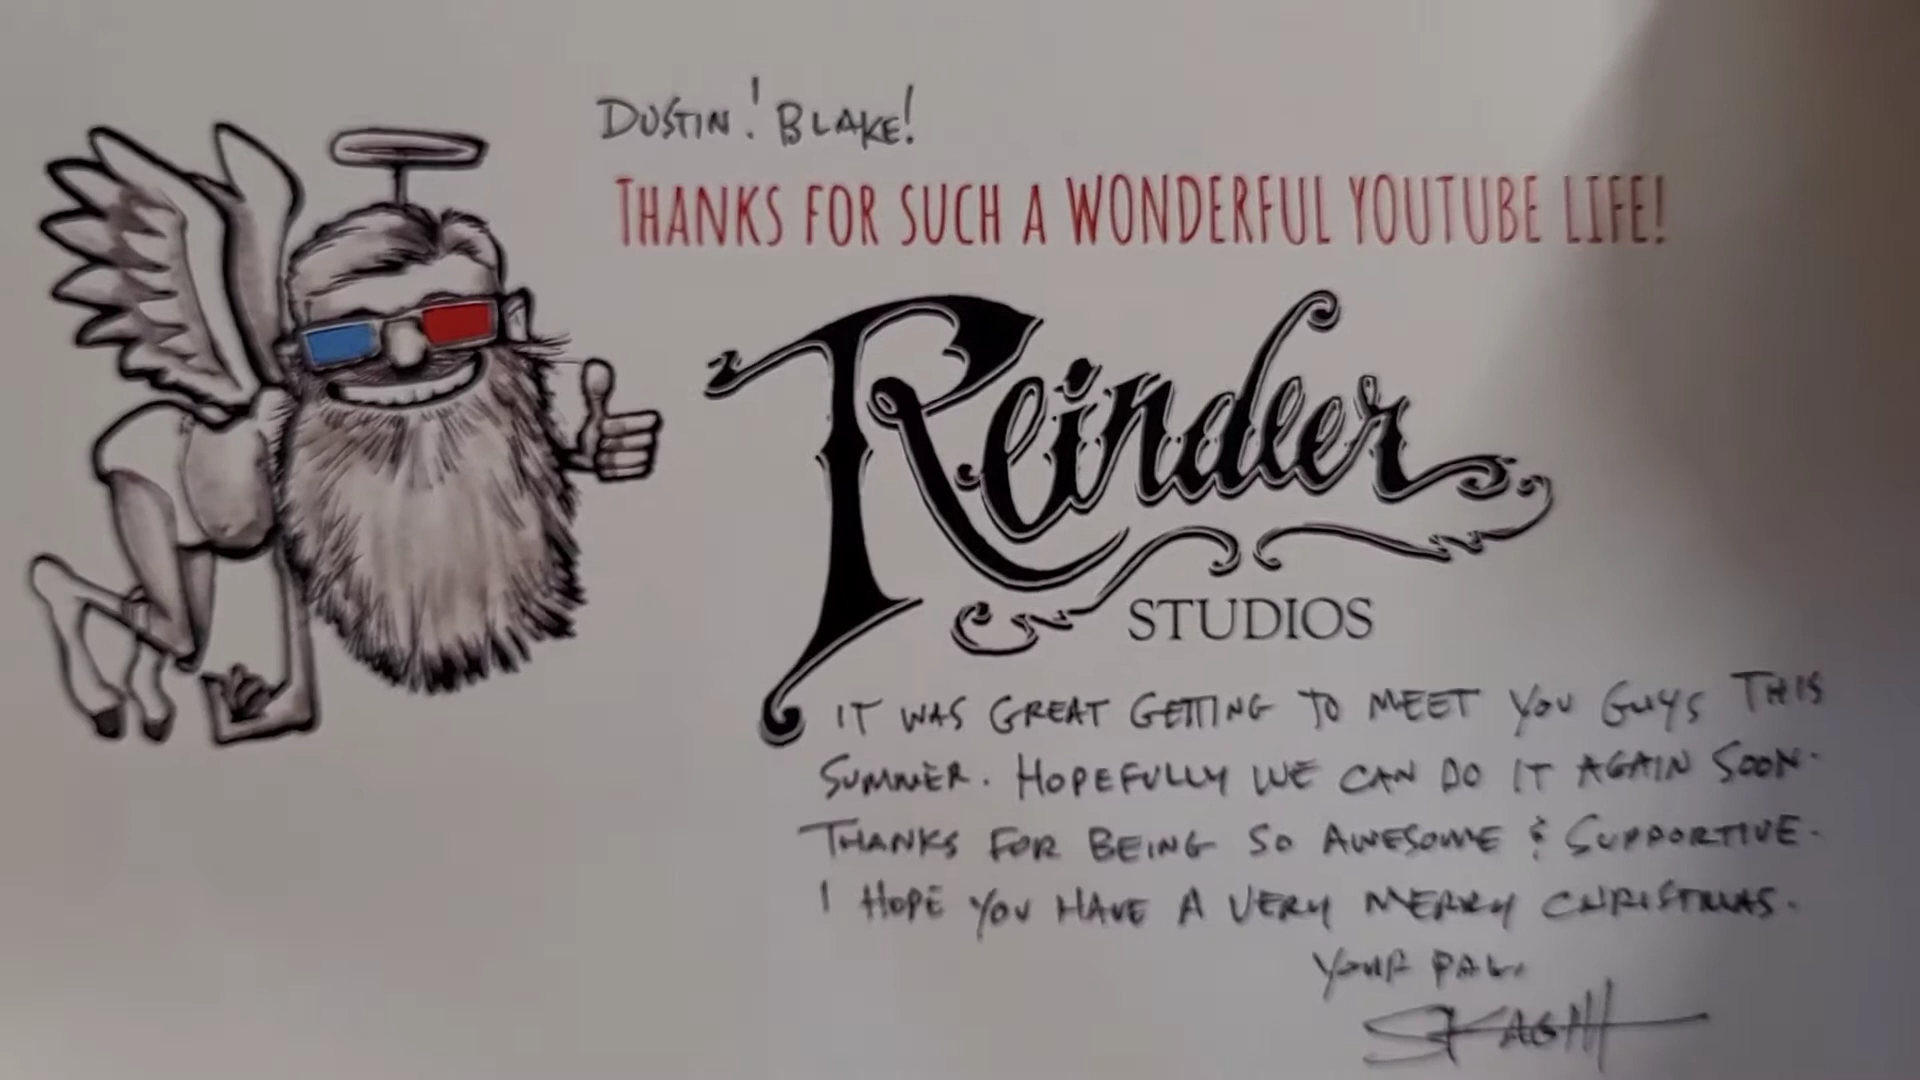 DUSTIN! BLAKE!
THANKS FOR SUCH A WONDERFUL YOUTUBE LIFE!
Reindeer
STUDIOS
IT WAS GREAT GETTING TO MEET YOU GUYS THIS
SUMMER. HOPEFULLY WE CAN DO IT AGAIN SOON.
THANKS FOR BEING SO AWESOME & SUPPORTIVE.
I HOPE YOU HAVE A VERY MERRY CHRISTMAS.
YOUR PAL,